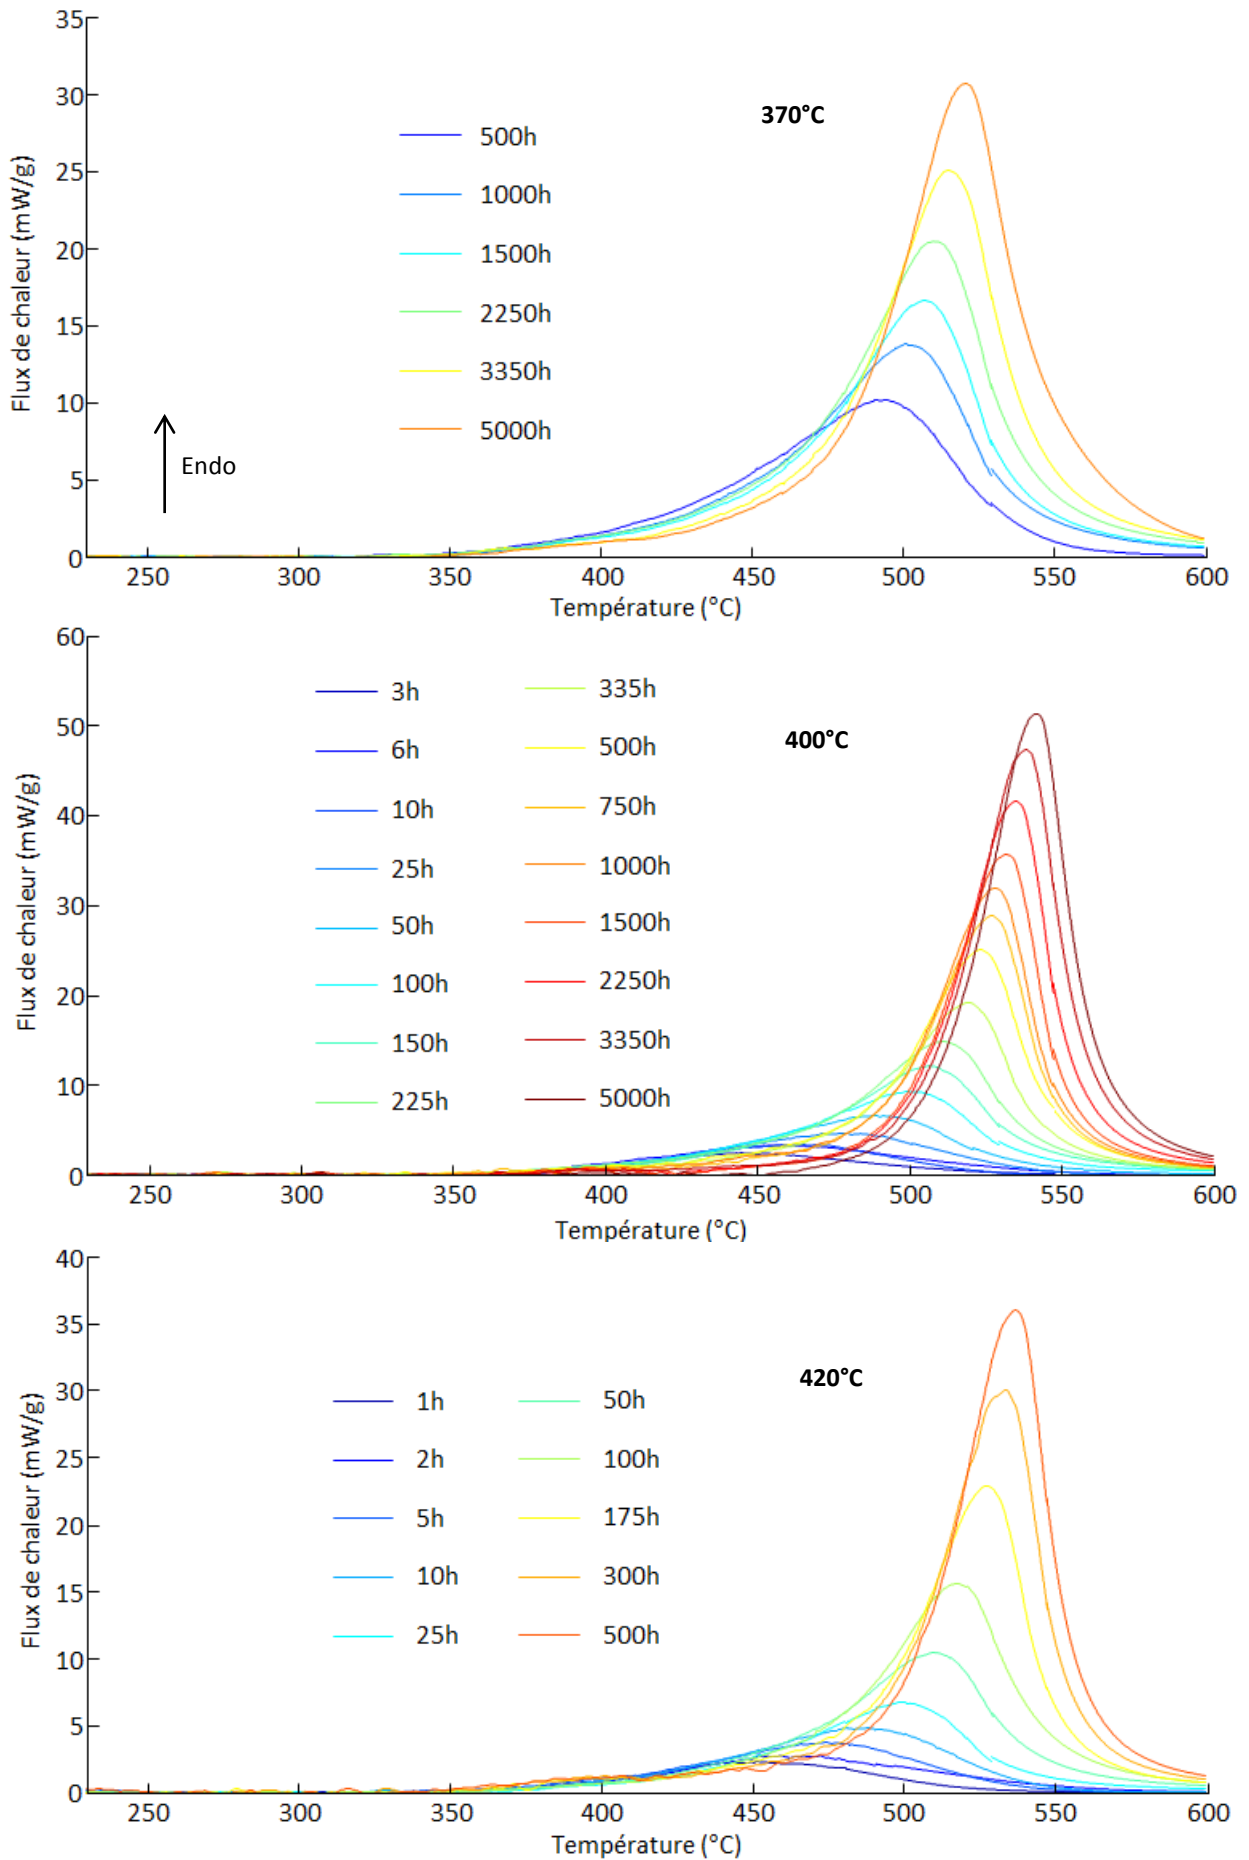 35
30
25
20
15
10
5
0
Flux de chaleur (mW/g)
370°C
500h
1000h
1500h
2250h
3350h
5000h
Endo
250 300 350 400 450 500 550 600
Température (°C)
60
50
40
30
20
10
0
Flux de chaleur (mW/g)
400°C
3h 335h
6h 500h
10h 750h
25h 1000h
50h 1500h
100h 2250h
150h 3350h
225h 5000h
250 300 350 400 450 500 550 600
Température (°C)
40
35
30
25
20
15
10
5
0
Flux de chaleur (mW/g)
420°C
1h 50h
2h 100h
5h 175h
10h 300h
25h 500h
250 300 350 400 450 500 550 600
Température (°C)